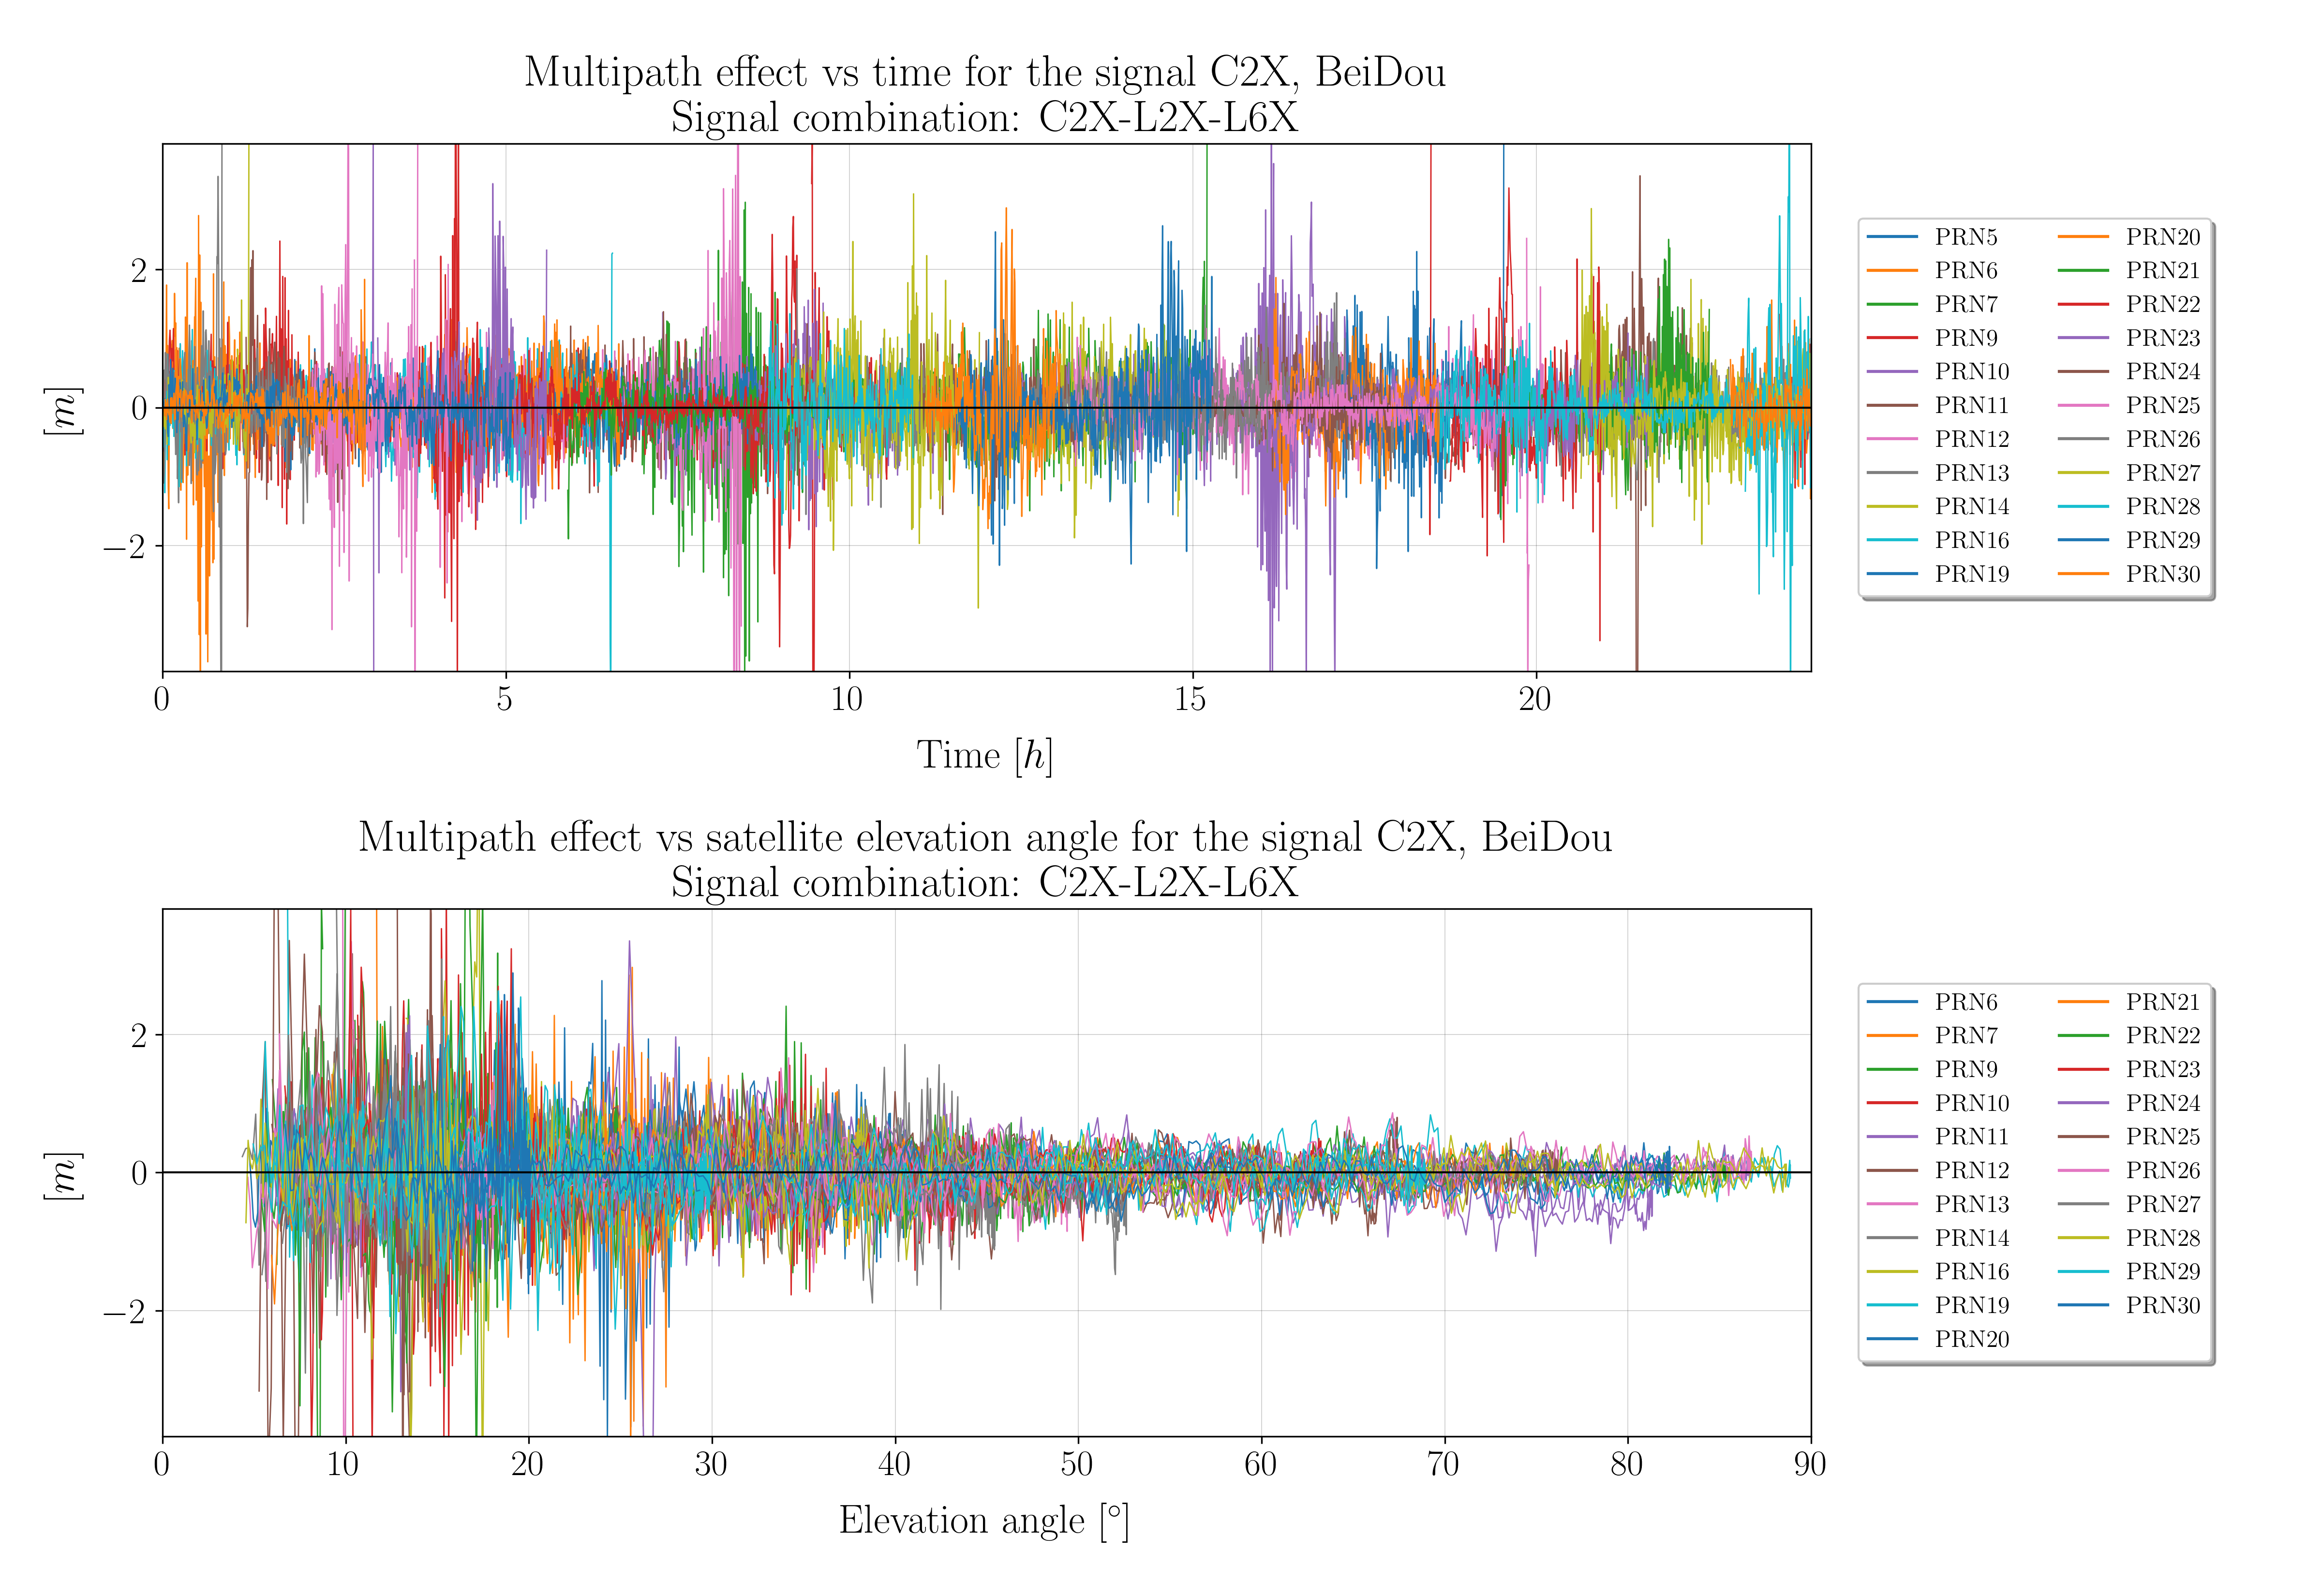 Multipath effect vs time for the signal C2X, BeiDou
Signal combination: C2X-L2X-L6X
[m]
2
0
−2
0 5 10 15 20
Time [h]
PRN5 PRN20
PRN6 PRN21
PRN7 PRN22
PRN9 PRN23
PRN10 PRN24
PRN11 PRN25
PRN12 PRN26
PRN13 PRN27
PRN14 PRN28
PRN16 PRN29
PRN19 PRN30
Multipath effect vs satellite elevation angle for the signal C2X, BeiDou
Signal combination: C2X-L2X-L6X
[m]
2
0
−2
0 10 20 30 40 50 60 70 80 90
Elevation angle [°]
PRN6 PRN21
PRN7 PRN22
PRN9 PRN23
PRN10 PRN24
PRN11 PRN25
PRN12 PRN26
PRN13 PRN27
PRN14 PRN28
PRN16 PRN29
PRN19 PRN30
PRN20